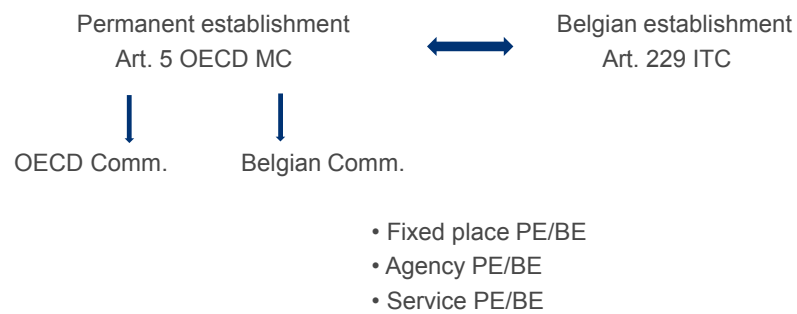 Permanent establishment
Art. 5 OECD MC
Belgian establishment
Art. 229 ITC
OECD Comm.
Belgian Comm.
• Fixed place PE/BE
• Agency PE/BE
• Service PE/BE